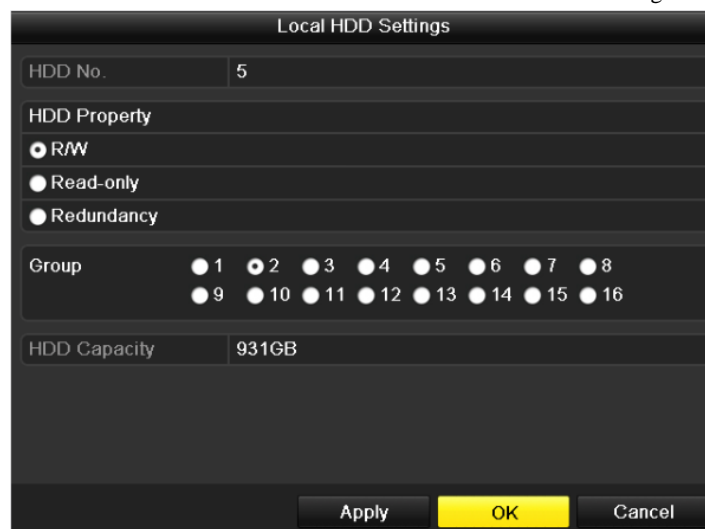 Local HDD Settings
HDD No. 5
HDD Property
R/W
Read-only
Redundancy
Group 1 2 3 4 5 6 7 8
9 10 11 12 13 14 15 16
HDD Capacity 931GB
Apply OK Cancel